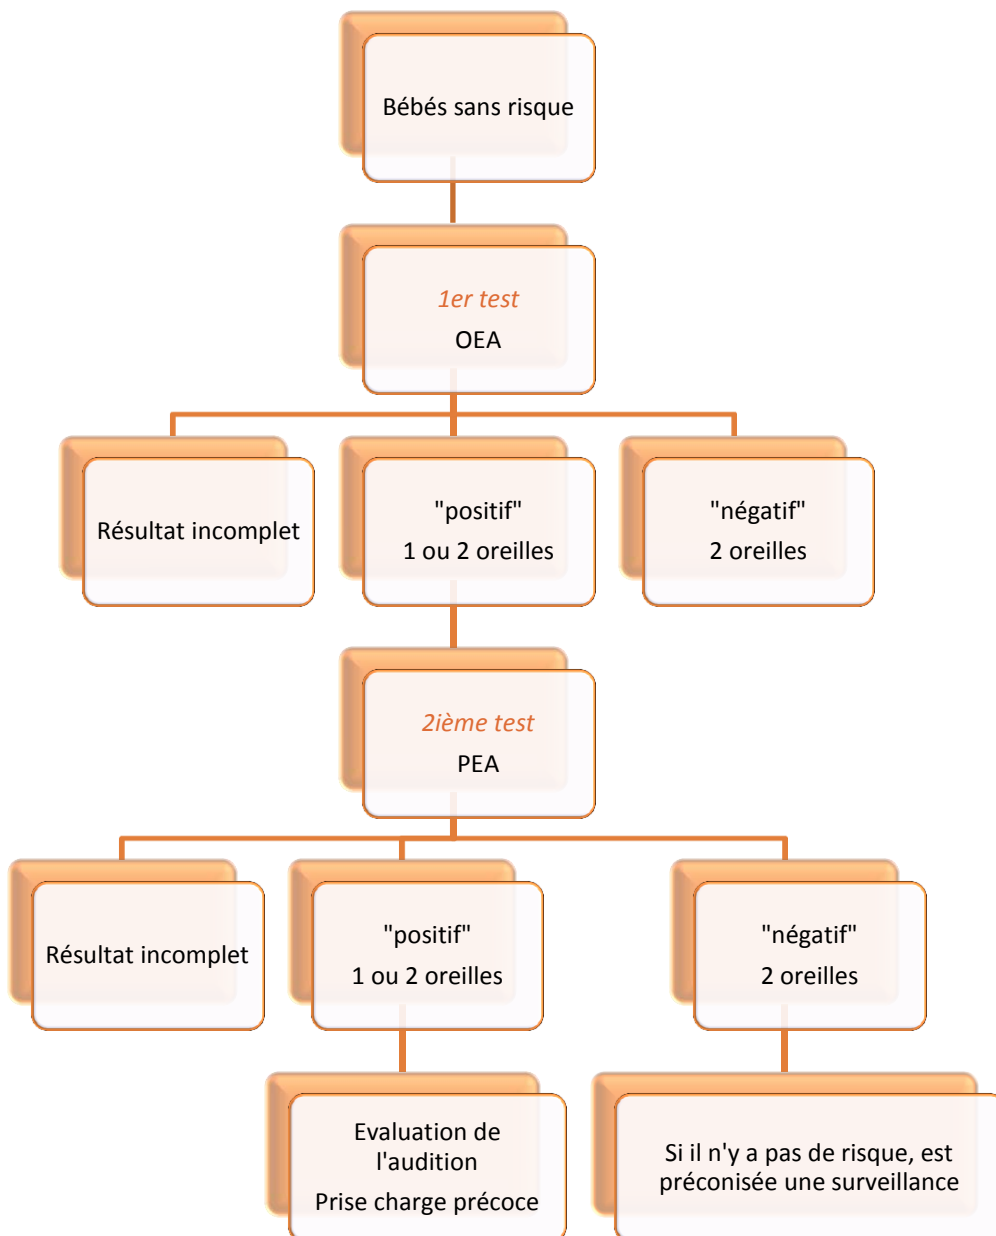 Bébés sans risque
1er test
OEA
Résultat incomplet
"positif"
1 ou 2 oreilles
"négatif"
2 oreilles
2ième test
PEA
Résultat incomplet
"positif"
1 ou 2 oreilles
"négatif"
2 oreilles
Evaluation de
l'audition
Prise charge précoce
Si il n'y a pas de risque, est
préconisée une surveillance